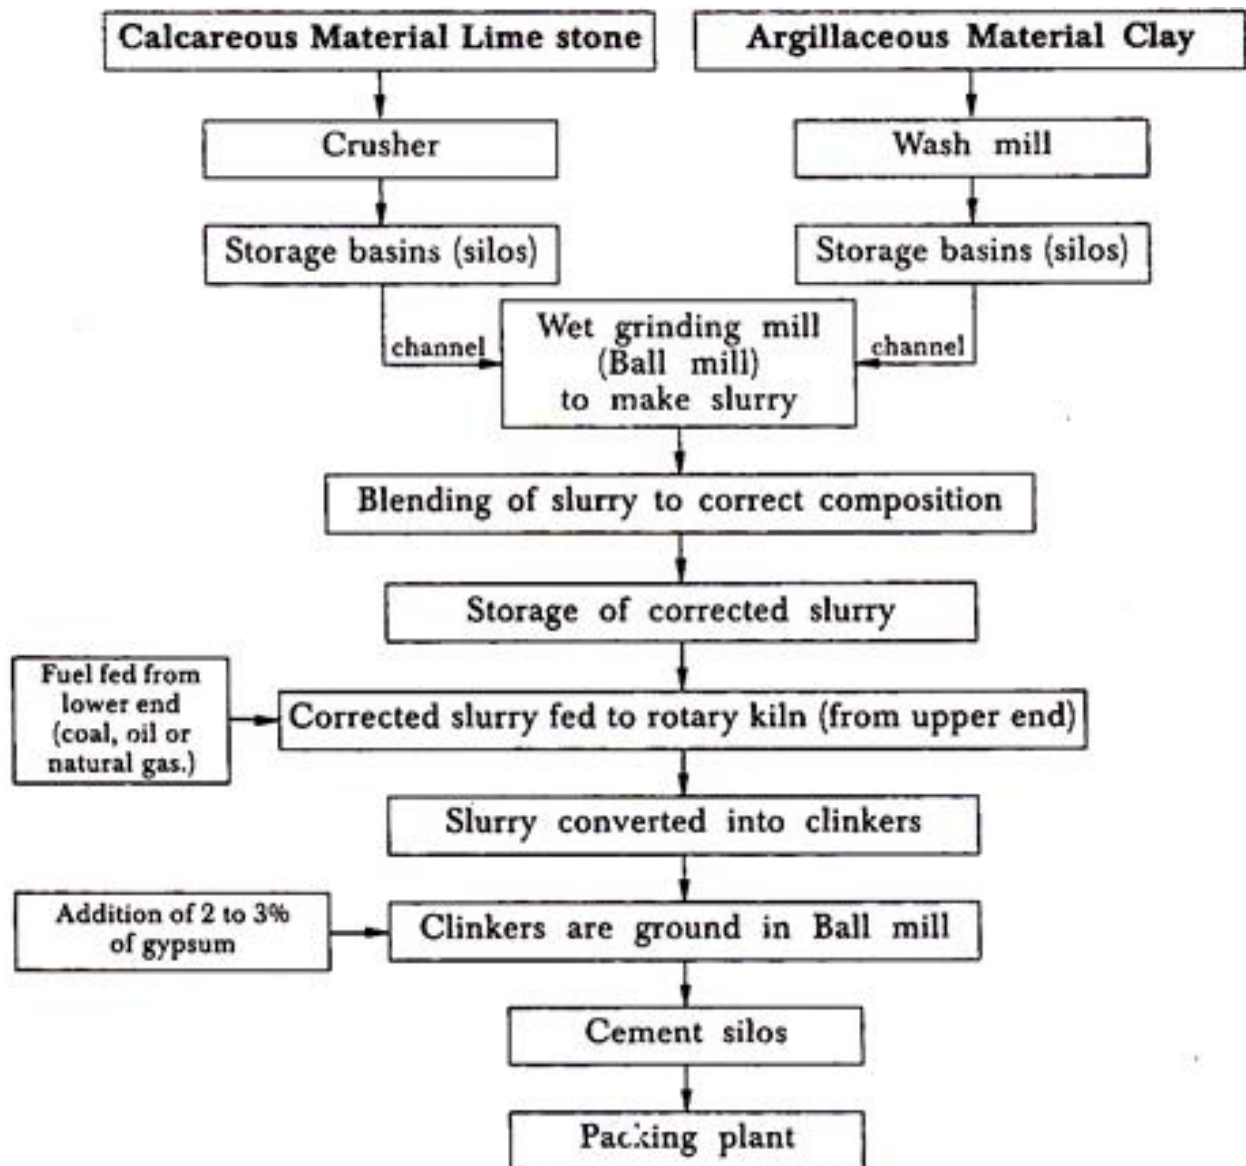 Calcareous Material Lime stone
Argillaceous Material Clay
Crusher
Wash mill
Storage basins (silos)
Storage basins (silos)
Wet grinding mill
(Ball mill)
to make slurry
channel
channel
Blending of slurry to correct composition
Storage of corrected slurry
Fuel fed from
lower end
(coal, oil or
natural gas.)
Corrected slurry fed to rotary kiln (from upper end)
Slurry converted into clinkers
Addition of 2 to 3%
of gypsum
Clinkers are ground in Ball mill
Cement silos
Packing plant